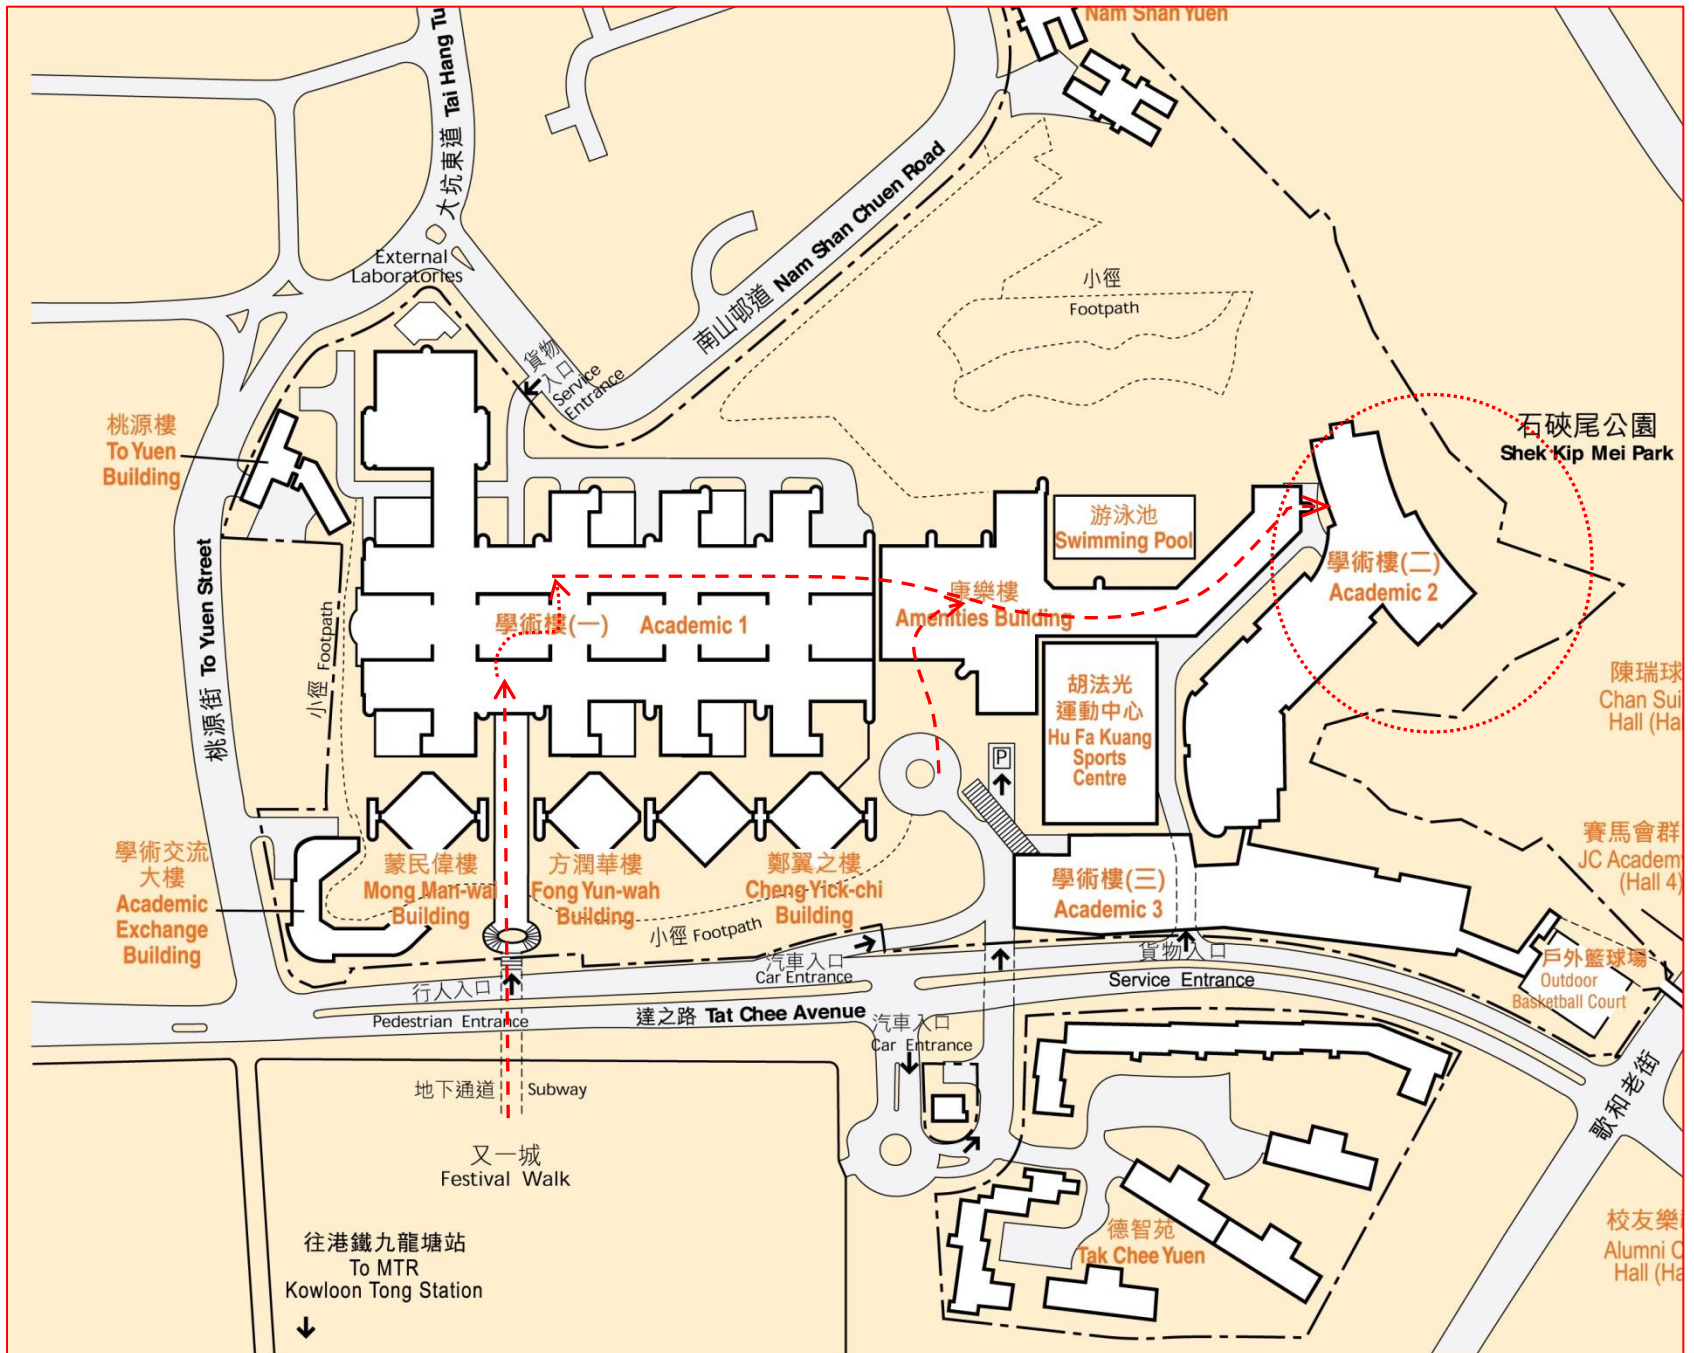 Nam Shan Yuen
大坑東道 Tai Hang Tu
External
Laboratories
南山邨道 Nam Shan Chuen Road
小徑
Footpath
貨物
入口
Service
Entrance
桃源樓
To Yuen
Building
石硤尾公園
Shek Kip Mei Park
游泳池
Swimming Pool
學術樓(二)
Academic 2
康樂樓
Amenities Building
學術樓(一) Academic 1
桃源街 To Yuen Street
小徑 Footpath
胡法光
運動中心
Hu Fa Kuang
Sports
Centre
陳瑞球
Chan Sui
Hall (Ha
P
學術交流
大樓
Academic
Exchange
Building
蒙民偉樓
Mong Man-wai
Building
方潤華樓
Fong Yun-wah
Building
鄭翼之樓
Cheng Yick-chi
Building
學術樓(三)
Academic 3
賽馬會群
JC Academy
(Hall 4)
小徑 Footpath
汽車入口
Car Entrance
貨物入口
Service Entrance
戶外籃球場
Outdoor
Basketball Court
行人入口
Pedestrian Entrance
達之路 Tat Chee Avenue
汽車入口
Car Entrance
地下通道 Subway
歌和老街
又一城
Festival Walk
往港鐵九龍塘站
To MTR
Kowloon Tong Station
德智苑
Tak Chee Yuen
校友樂
Alumni C
Hall (Ha